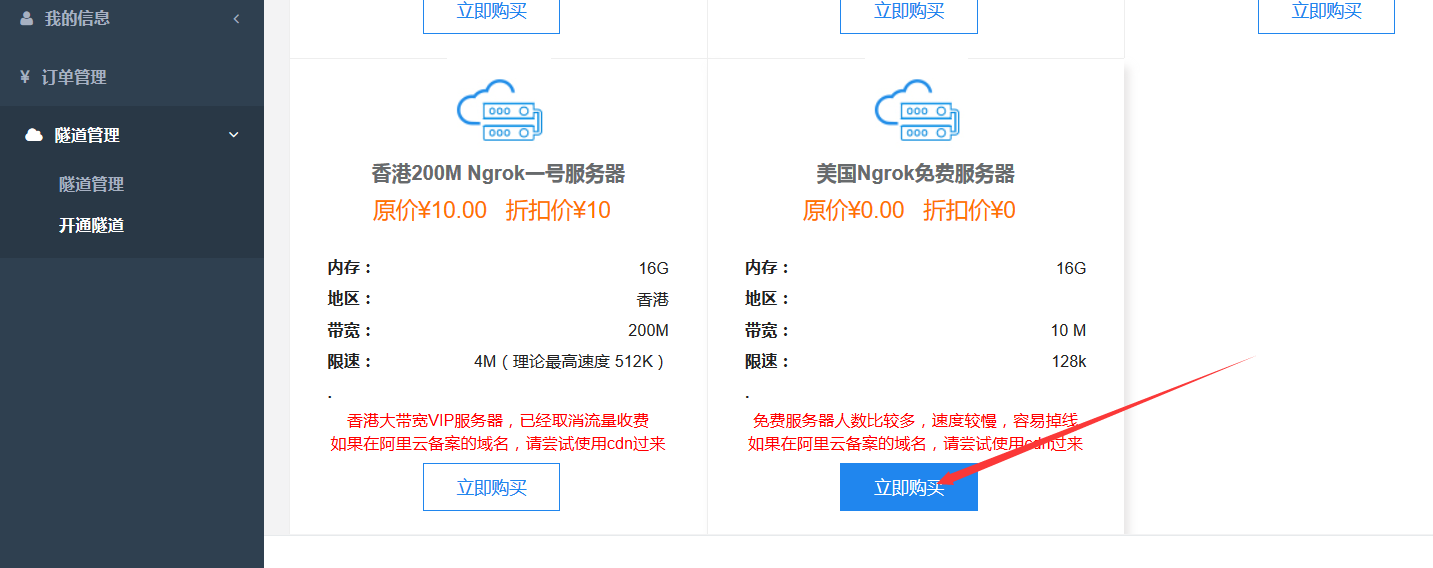 我的信息
¥ 订单管理
隧道管理
隧道管理
开通隧道
立即购买
立即购买
立即购买
香港200M Ngrok一号服务器
原价¥10.00 折扣价¥10
内存：
16G
地区：
香港
带宽：
200M
限速：
4M（理论最高速度 512K）
.
香港大带宽VIP服务器，已经取消流量收费
如果在阿里云备案的域名，请尝试使用cdn过来
立即购买
美国Ngrok免费服务器
原价¥0.00 折扣价¥0
内存：
16G
地区：
带宽：
10 M
限速：
128k
.
免费服务器人数比较多，速度较慢，容易掉线
如果在阿里云备案的域名，请尝试使用cdn过来
立即购买